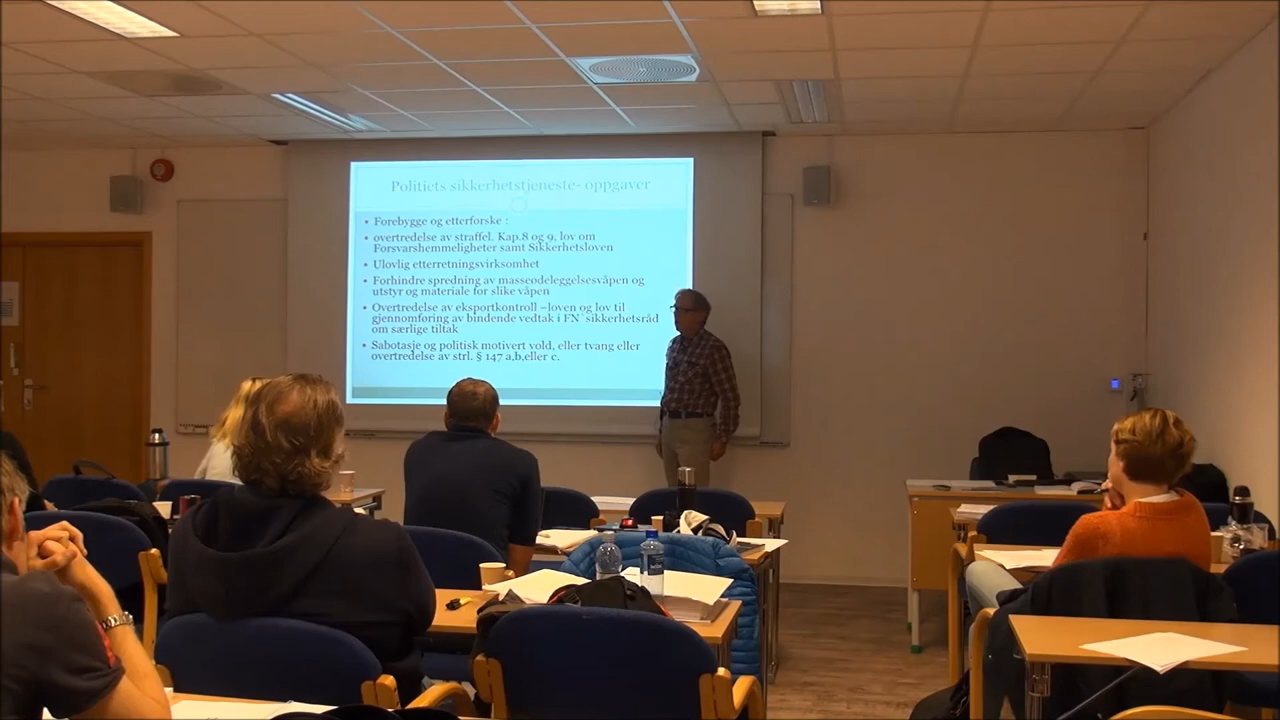 Politiets sikkerhetstjeneste- oppgaver
• Forebygge og etterforske :
• overtredelse av straffel. Kap.8 og 9, lov om
Forsvarshemmeligheter samt Sikkerhetsloven
• Ulovlig etterretningsvirksomhet
• Forhindre spredning av masseødeleggelsesvåpen og
utstyr og materiale for slike våpen
• Overtredelse av eksportkontroll –loven og lov til
gjennomføring av bindende vedtak i FN`sikkerhetsråd
om særlige tiltak
• Sabotasje og politisk motivert vold, eller tvang eller
overtredelse av strl. § 147 a,b,eller c.